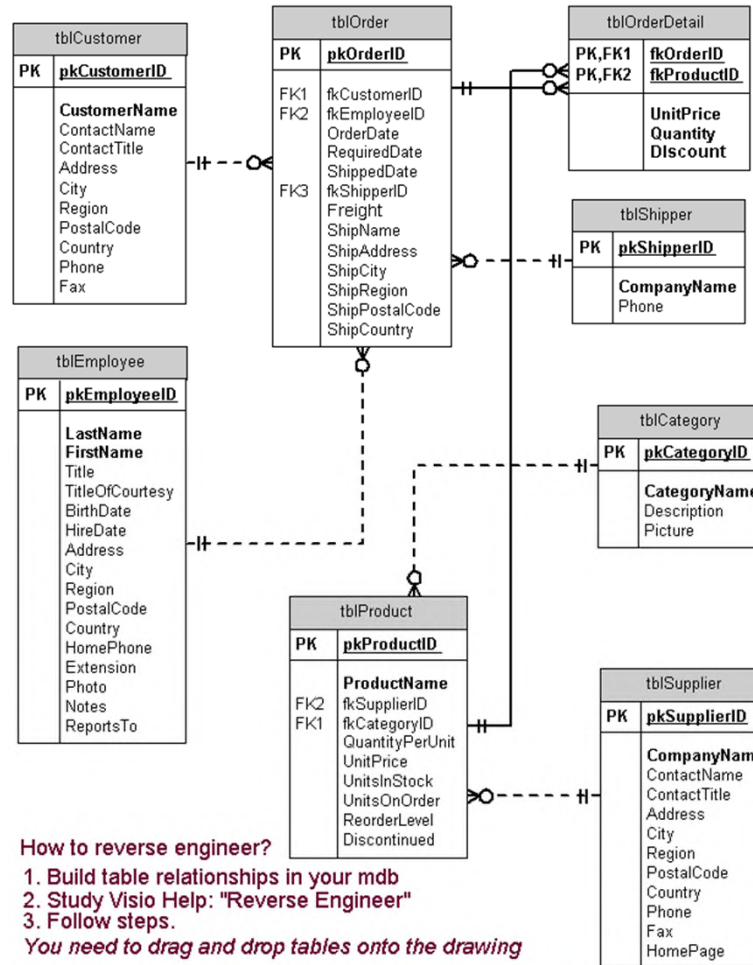 tblCustomer
PK pkCustomerID
CustomerName
ContactName
ContactTitle
Address
City
Region
PostalCode
Country
Phone
Fax
tblOrder
PK pkOrderID
FK1 fkCustomerID
FK2 fkEmployeeID
OrderDate
RequiredDate
ShippedDate
FK3 fkShipperID
Freight
ShipName
ShipAddress
ShipCity
ShipRegion
ShipPostalCode
ShipCountry
tblOrderDetail
PK,FK1 fkOrderID
PK,FK2 fkProductID
UnitPrice
Quantity
DIscount
tblShipper
PK pkShipperID
CompanyName
Phone
tblEmployee
PK pkEmployeeID
LastName
FirstName
Title
TitleOfCourtesy
BirthDate
HireDate
Address
City
Region
PostalCode
Country
HomePhone
Extension
Photo
Notes
ReportsTo
tblCategory
PK pkCategoryID
CategoryName
Description
Picture
tblProduct
PK pkProductID
ProductName
FK2 fkSupplierID
FK1 fkCategoryID
QuantityPerUnit
UnitPrice
UnitsInStock
UnitsOnOrder
ReorderLevel
Discontinued
tblSupplier
PK pkSupplierID
CompanyNam
ContactName
ContactTitle
Address
City
Region
PostalCode
Country
Phone
Fax
HomePage
How to reverse engineer?
1. Build table relationships in your mdb
2. Study Visio Help: "Reverse Engineer"
3. Follow steps.
You need to drag and drop tables onto the drawing